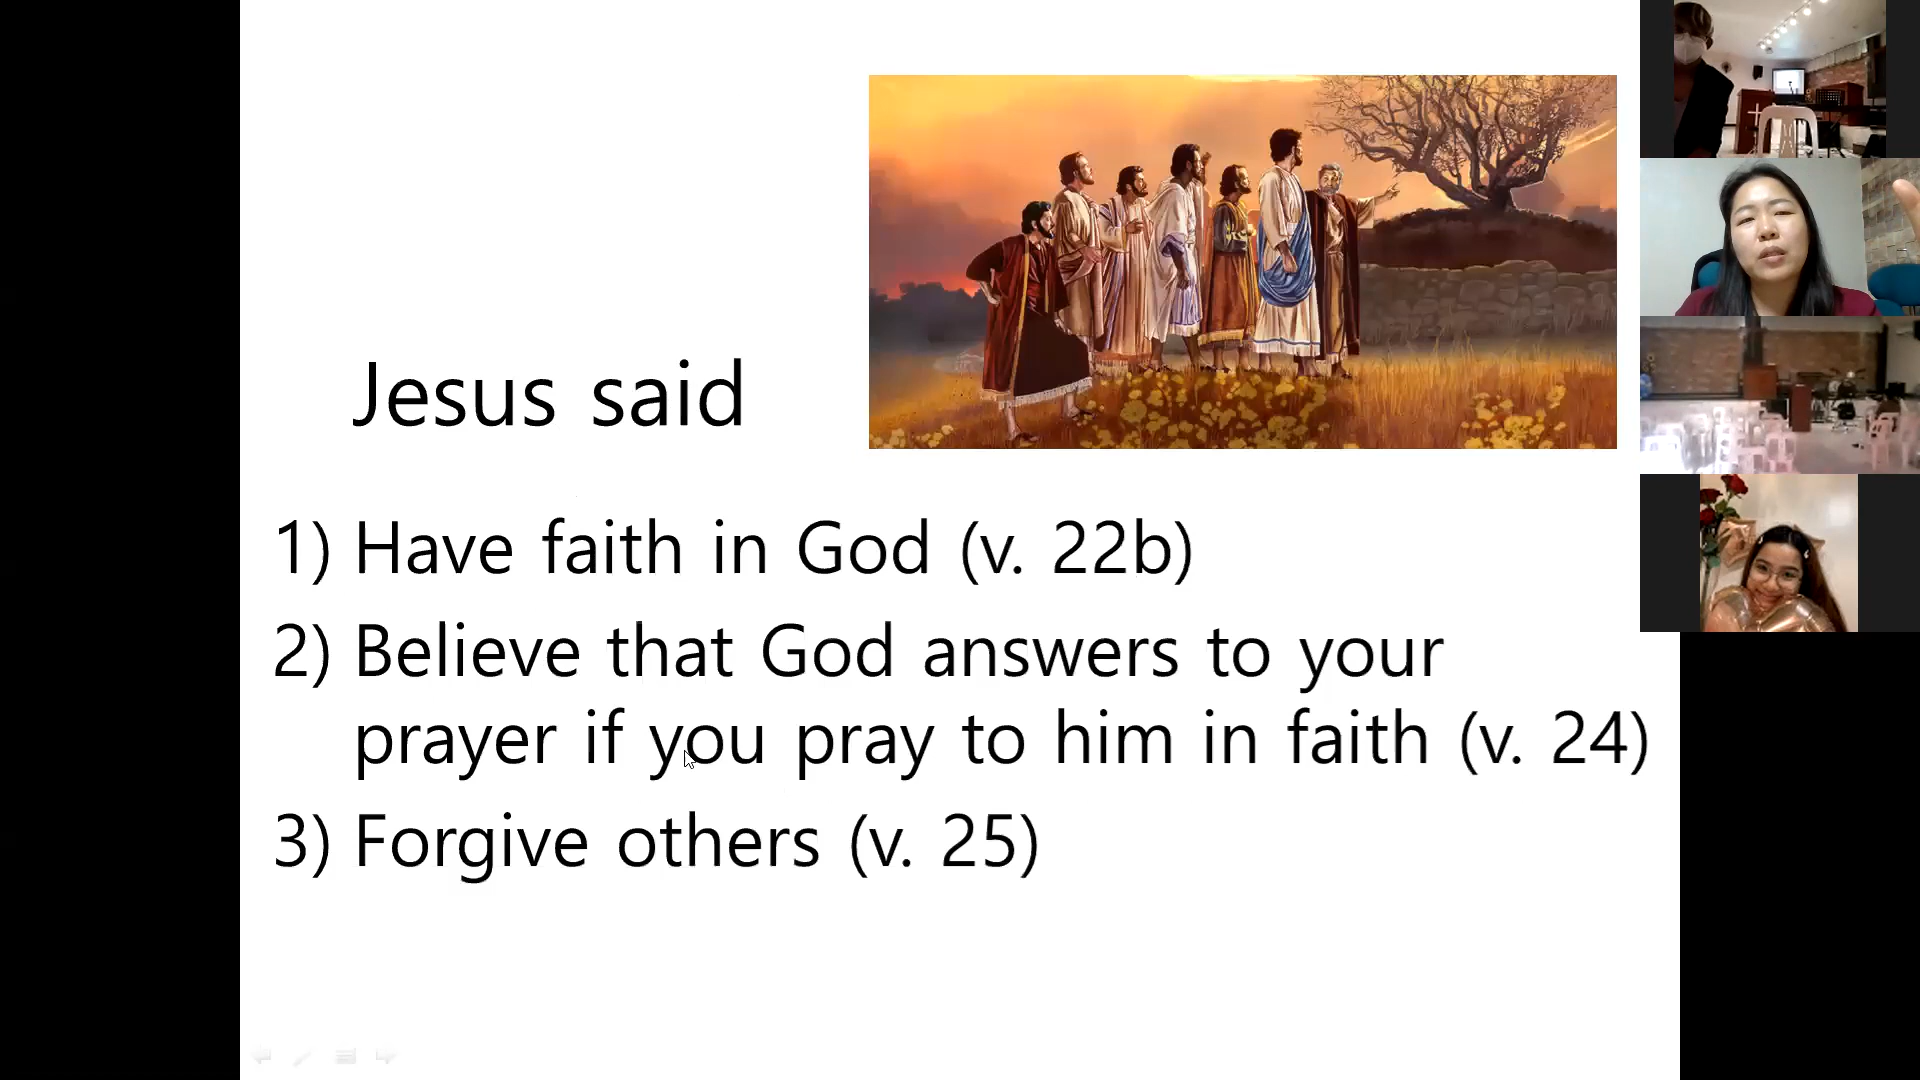 Jesus said
1) Have faith in God (v. 22b)
2) Believe that God answers to your
prayer if you pray to him in faith (v. 24)
3) Forgive others (v. 25)